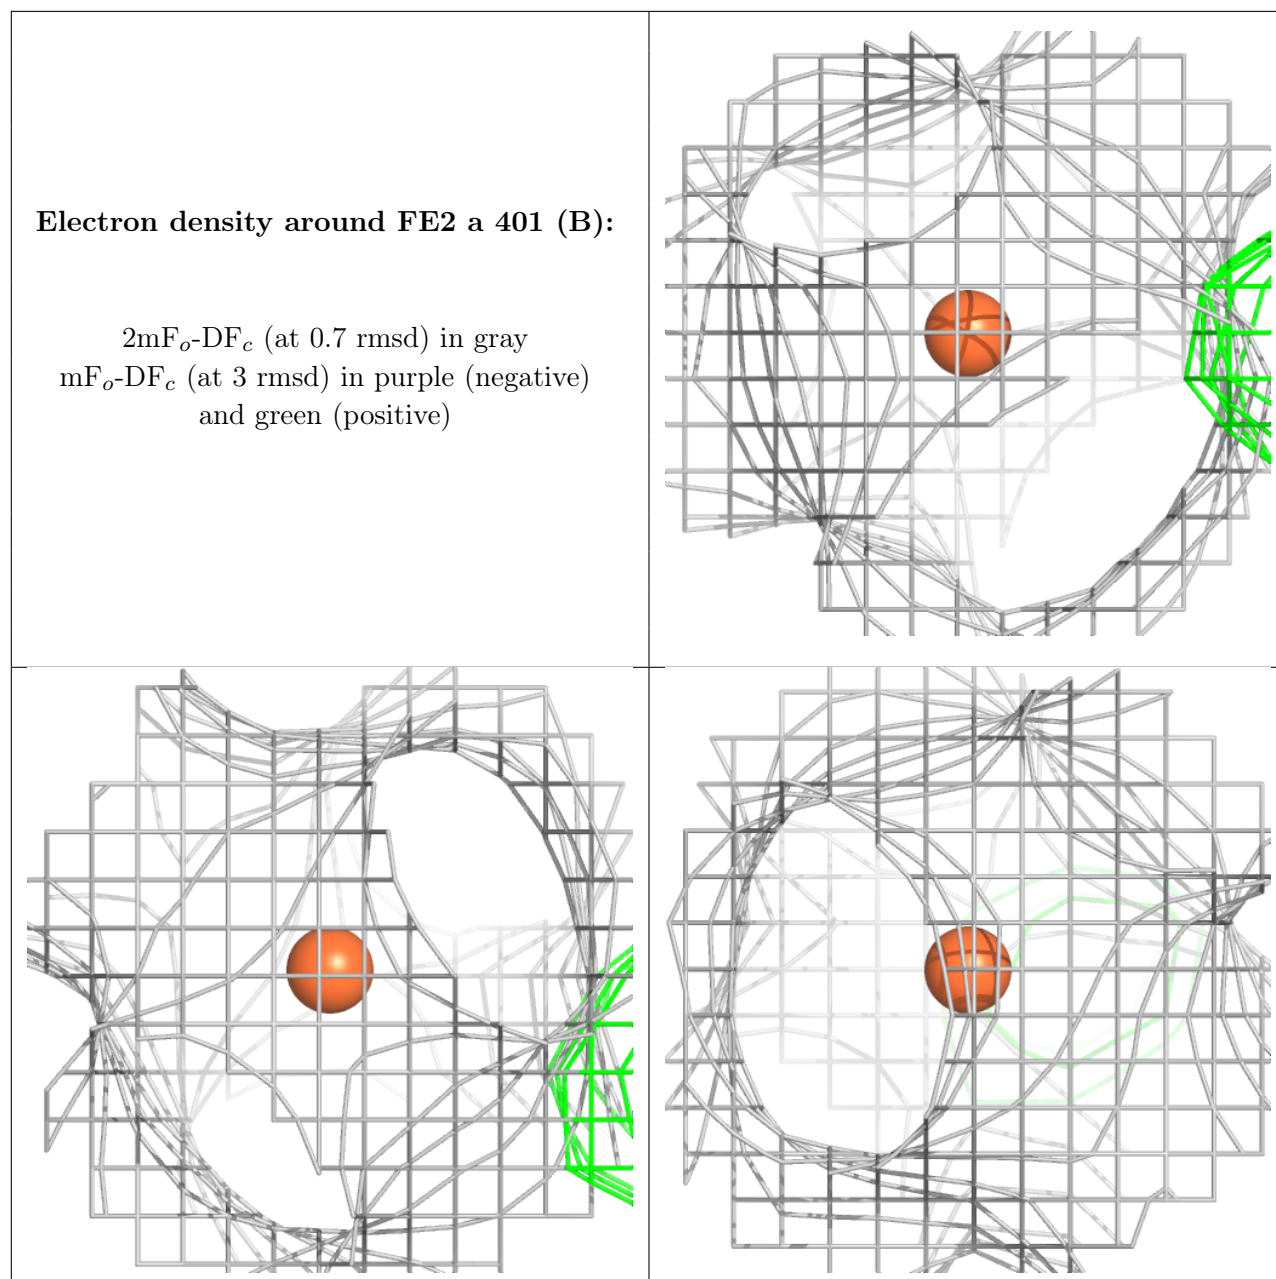 Electron density around FE2 a 401 (B):
2mFo-DFc (at 0.7 rmsd) in gray
mFo-DFc (at 3 rmsd) in purple (negative)
and green (positive)